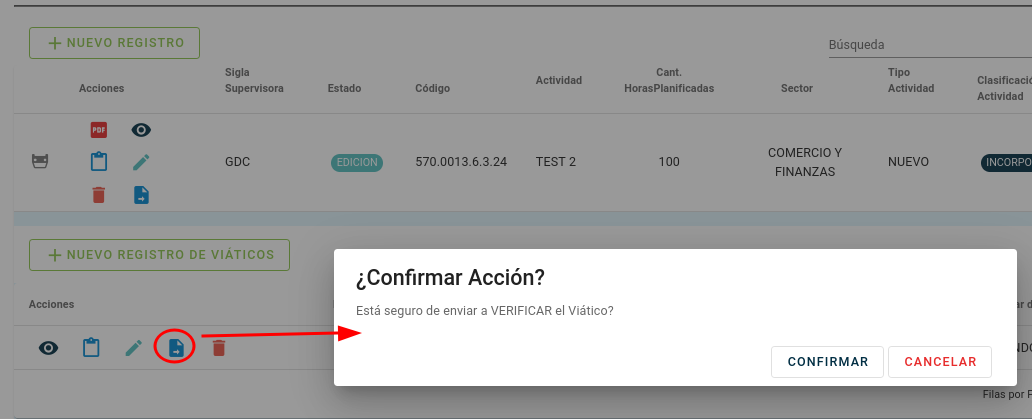 NUEVO REGISTRO
Búsqueda
Acciones
Sigla
Supervisora
Estado
Código
Actividad
Cant.
HorasPlanificadas
Sector
Tipo
Actividad
Clasificació
Actividad
PDF
GDC
EDICION
570.0013.6.3.24
TEST 2
100
COMERCIO Y
FINANZAS
NUEVO
INCORPO
NUEVO REGISTRO DE VIÁTICOS
¿Confirmar Acción?
Acciones
Está seguro de enviar a VERIFICAR el Viático?
CONFIRMAR
CANCELAR
Filas por